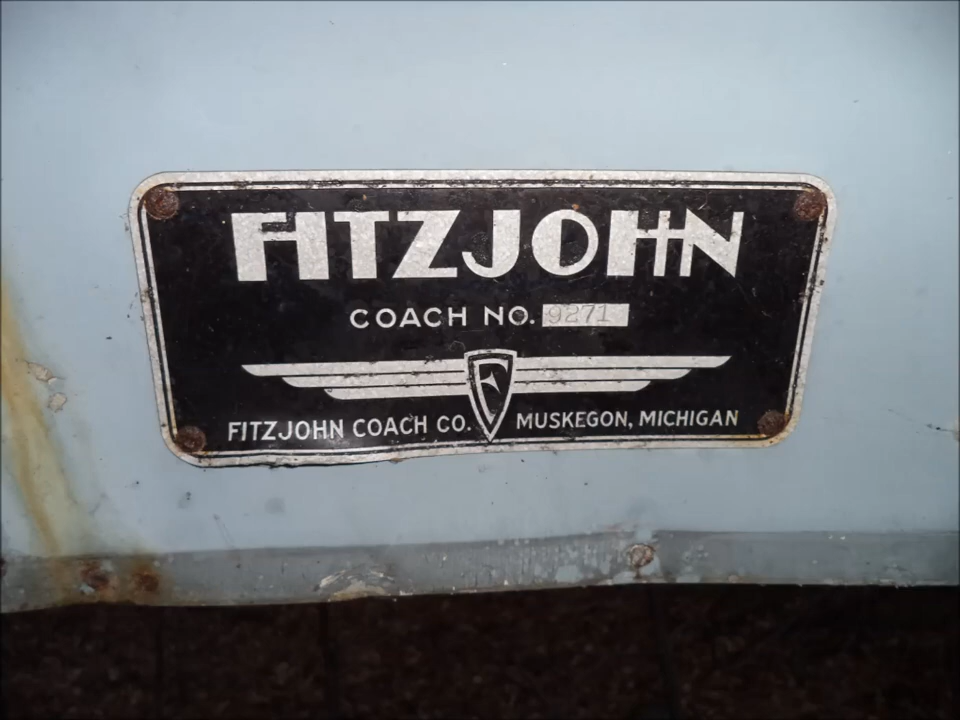 FITZJOHN
COACH NO. 9271
F
FITZJOHN COACH CO. MUSKEGON, MICHIGAN